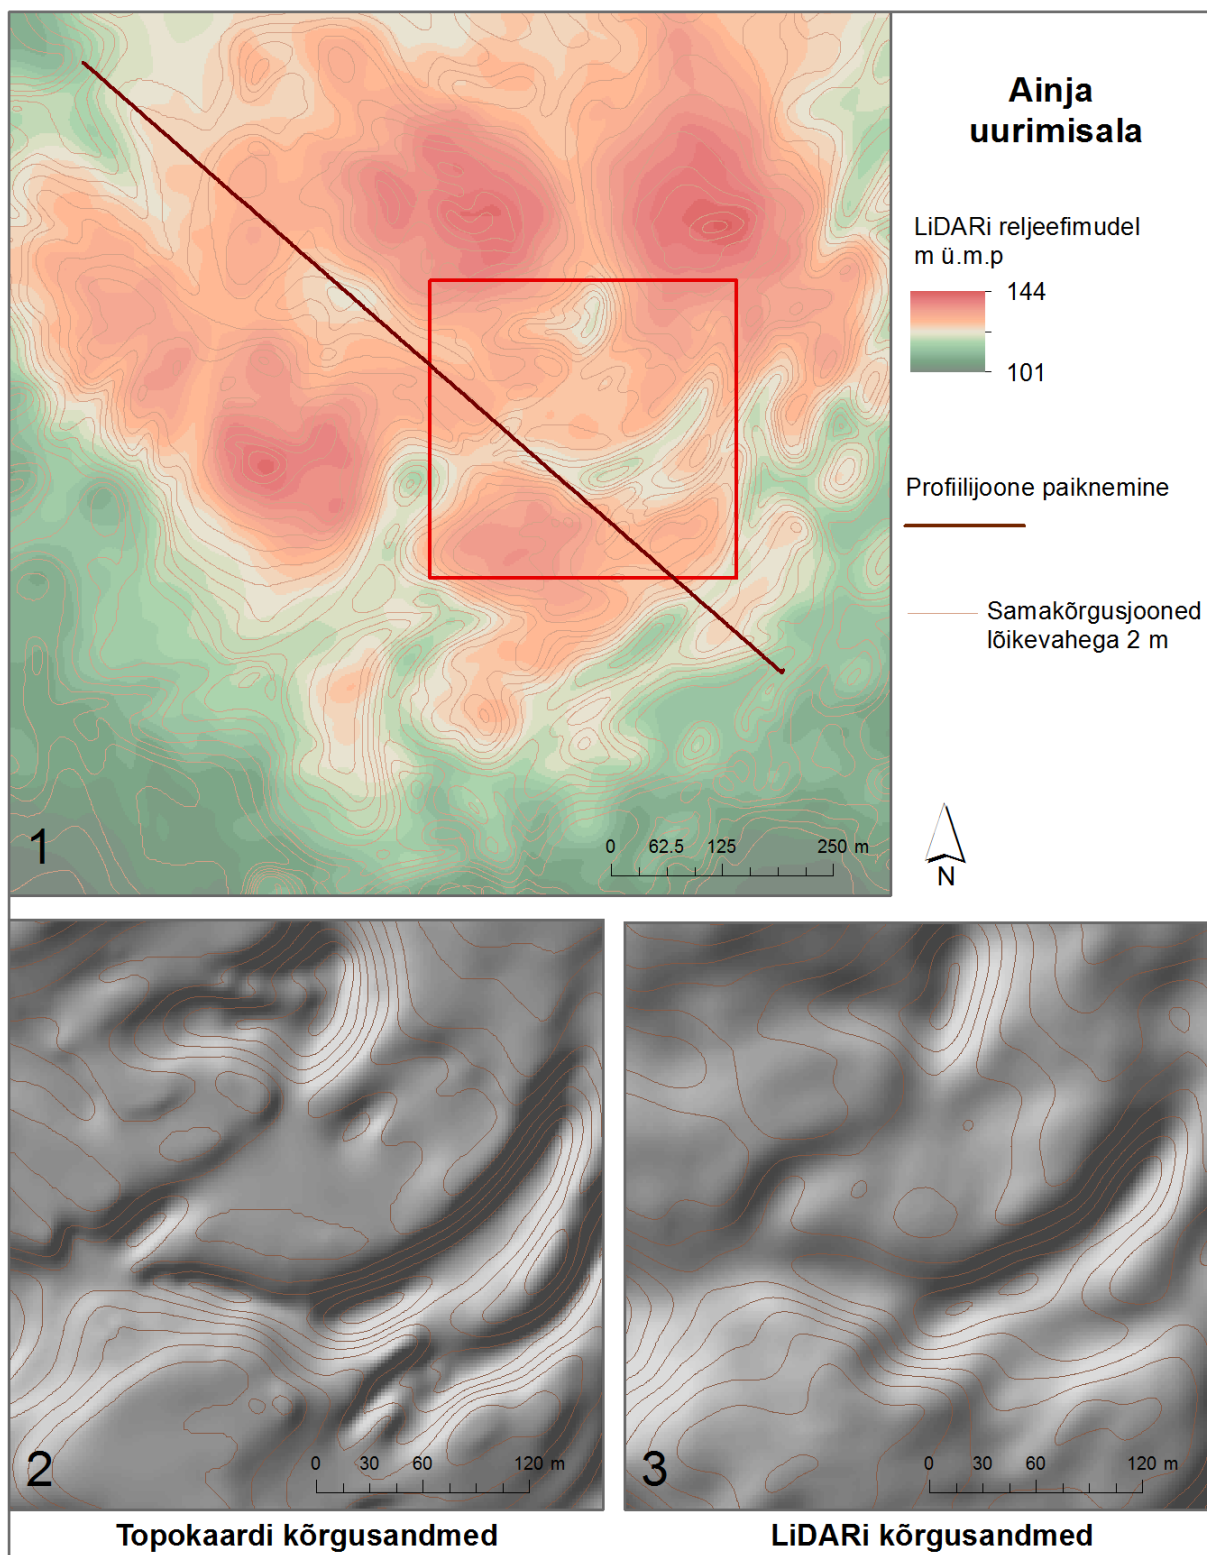 Ainja
uurimisala
LiDARi reljeefimudel
m ü.m.p
144
101
Profiilijoone paiknemine
Samakõrgusjooned
lõikevahega 2 m
N
1
0 62.5 125 250 m
2
0 30 60 120 m
3
0 30 60 120 m
Topokaardi kõrgusandmed
LiDARi kõrgusandmed